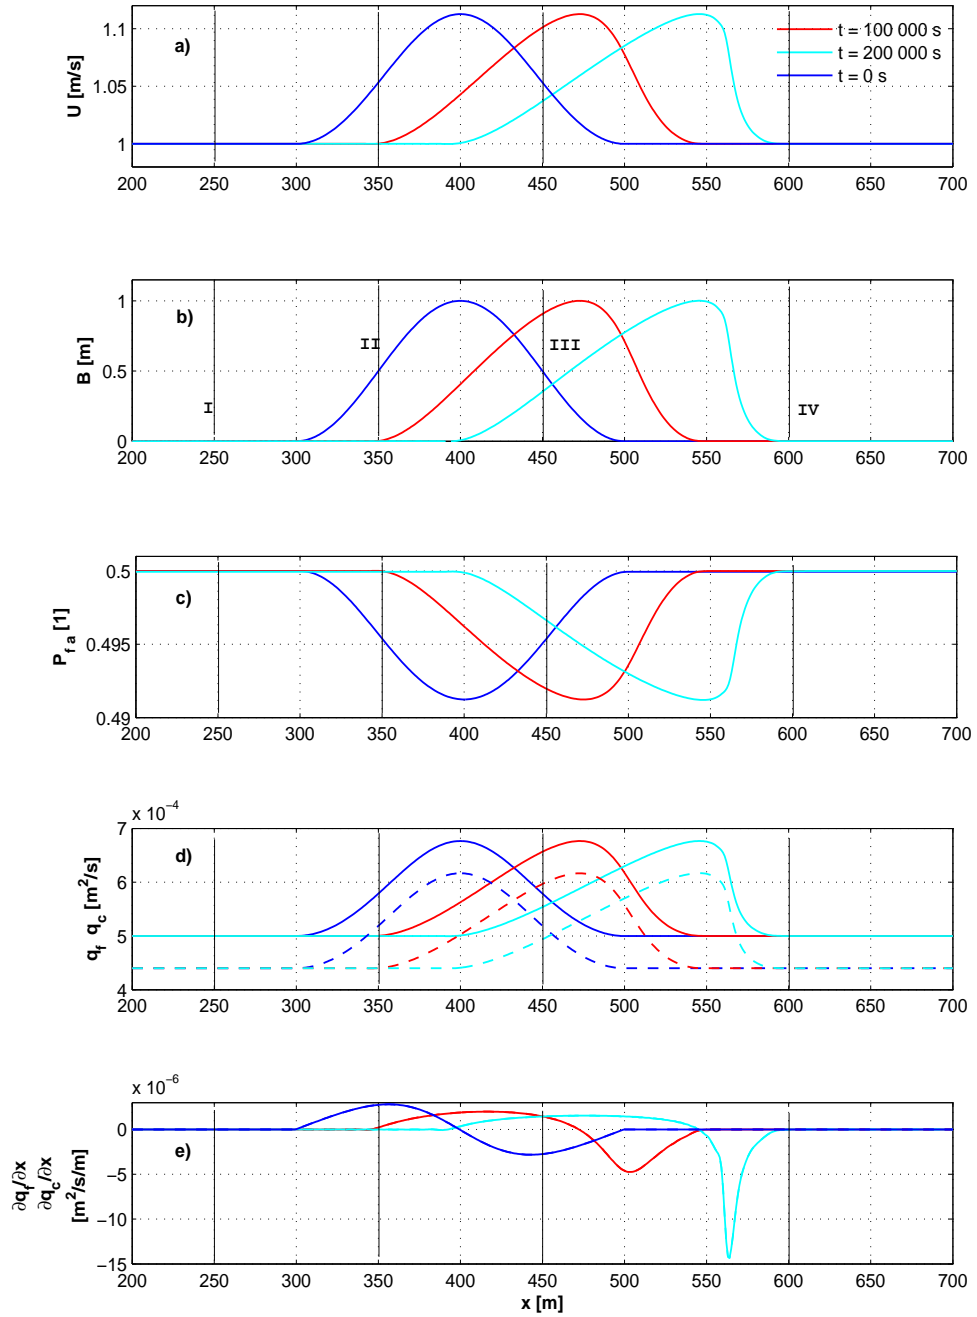 1.1
1.05
1
U [m/s]
a)
t = 100 000 s
t = 200 000 s
t = 0 s
200 250 300 350 400 450 500 550 600 650 700
1
0.5
0
B [m]
b)
I
II
III
IV
200 250 300 350 400 450 500 550 600 650 700
0.5
0.495
0.49
P_{f a} [1]
c)
200 250 300 350 400 450 500 550 600 650 700
x 10^{-4}
7
6
5
4
q_f q_c [m^2/s]
d)
200 250 300 350 400 450 500 550 600 650 700
x 10^{-6}
0
−5
−10
−15
∂q_f/∂x
∂q_c/∂x
[m^2/s/m]
e)
200 250 300 350 400 450 500 550 600 650 700
x [m]